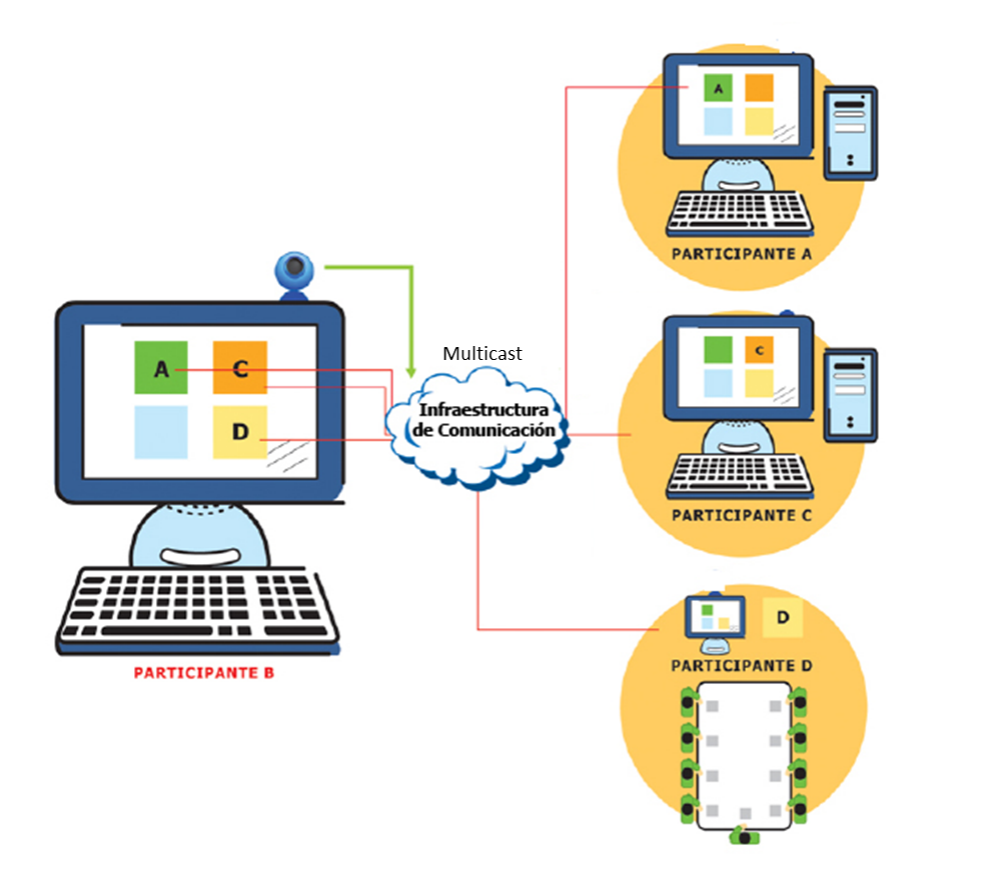 A
PARTICIPANTE A
Multicast
Infraestructura
de Comunicación
A
C
D
PARTICIPANTE B
C
PARTICIPANTE C
D
PARTICIPANTE D